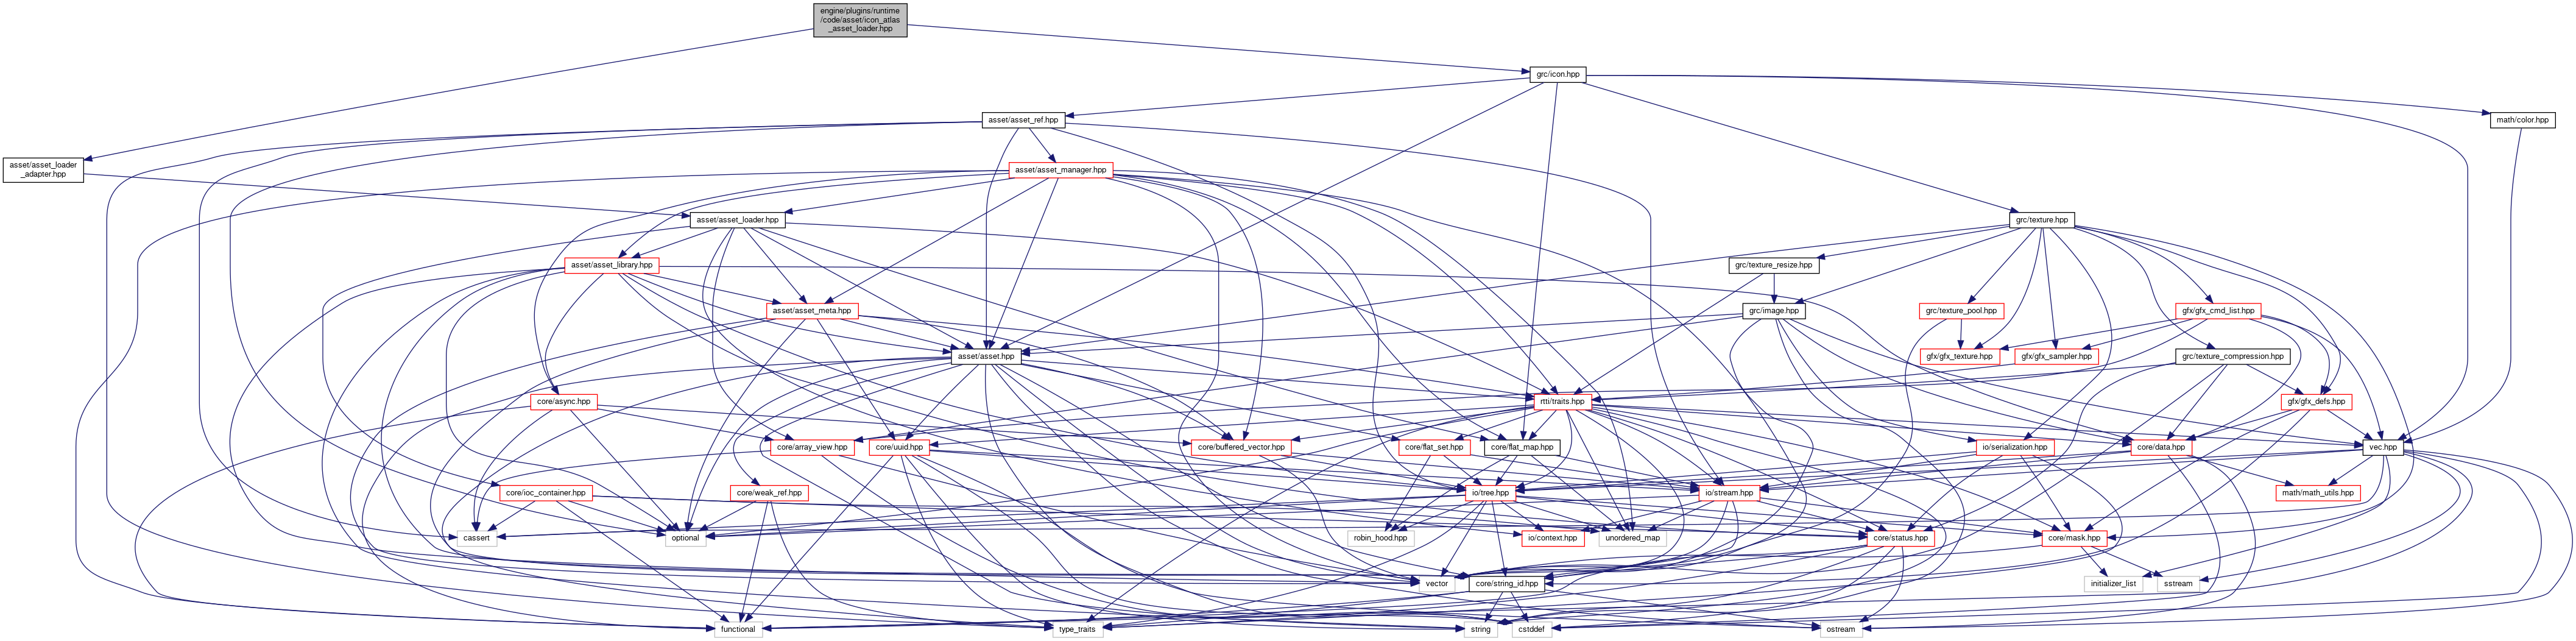 engine/plugins/runtime
/code/asset/icon_atlas
_asset_loader.hpp
grc/icon.hpp
asset/asset_ref.hpp
math/color.hpp
asset/asset_loader
_adapter.hpp
asset/asset_manager.hpp
asset/asset_loader.hpp
grc/texture.hpp
asset/asset_library.hpp
grc/texture_resize.hpp
asset/asset_meta.hpp
grc/image.hpp
grc/texture_pool.hpp
gfx/gfx_cmd_list.hpp
asset/asset.hpp
gfx/gfx_texture.hpp
gfx/gfx_sampler.hpp
grc/texture_compression.hpp
core/async.hpp
rtti/traits.hpp
gfx/gfx_defs.hpp
core/array_view.hpp
core/uuid.hpp
core/buffered_vector.hpp
core/flat_set.hpp
core/flat_map.hpp
io/serialization.hpp
core/data.hpp
vec.hpp
core/ioc_container.hpp
core/weak_ref.hpp
io/tree.hpp
io/stream.hpp
math/math_utils.hpp
cassert
optional
robin_hood.hpp
io/context.hpp
unordered_map
core/status.hpp
core/mask.hpp
vector
core/string_id.hpp
initializer_list
sstream
functional
type_traits
string
cstddef
ostream